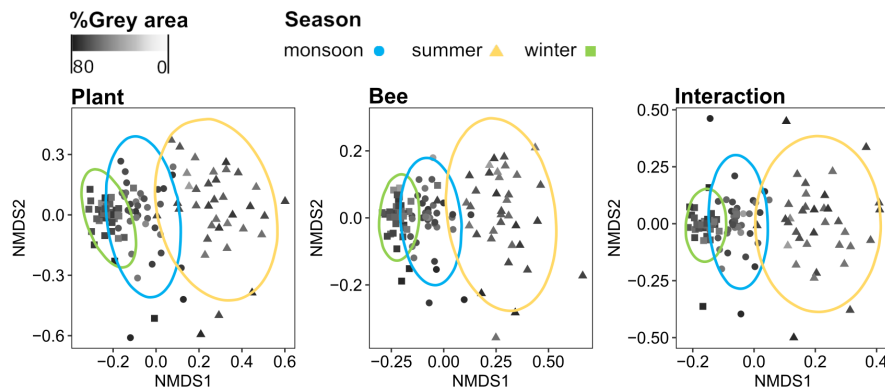 %Grey area
80 0
Season
monsoon summer winter
Plant
NMDS2
0.3
0.0
−0.3
−0.6
−0.2 0.0 0.2 0.4 0.6
NMDS1
Bee
NMDS2
0.2
0.0
−0.2
−0.25 0.00 0.25 0.50
NMDS1
Interaction
NMDS2
0.50
0.25
0.00
−0.25
−0.50
−0.2 0.0 0.2 0.4
NMDS1